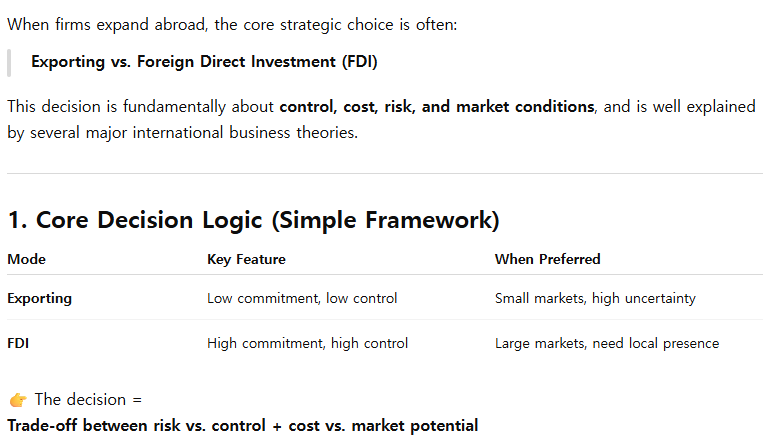 When firms expand abroad, the core strategic choice is often:
Exporting vs. Foreign Direct Investment (FDI)
This decision is fundamentally about control, cost, risk, and market conditions, and is well explained
by several major international business theories.
1. Core Decision Logic (Simple Framework)
Mode Key Feature When Preferred
Exporting Low commitment, low control Small markets, high uncertainty
FDI High commitment, high control Large markets, need local presence
👉 The decision =
Trade-off between risk vs. control + cost vs. market potential